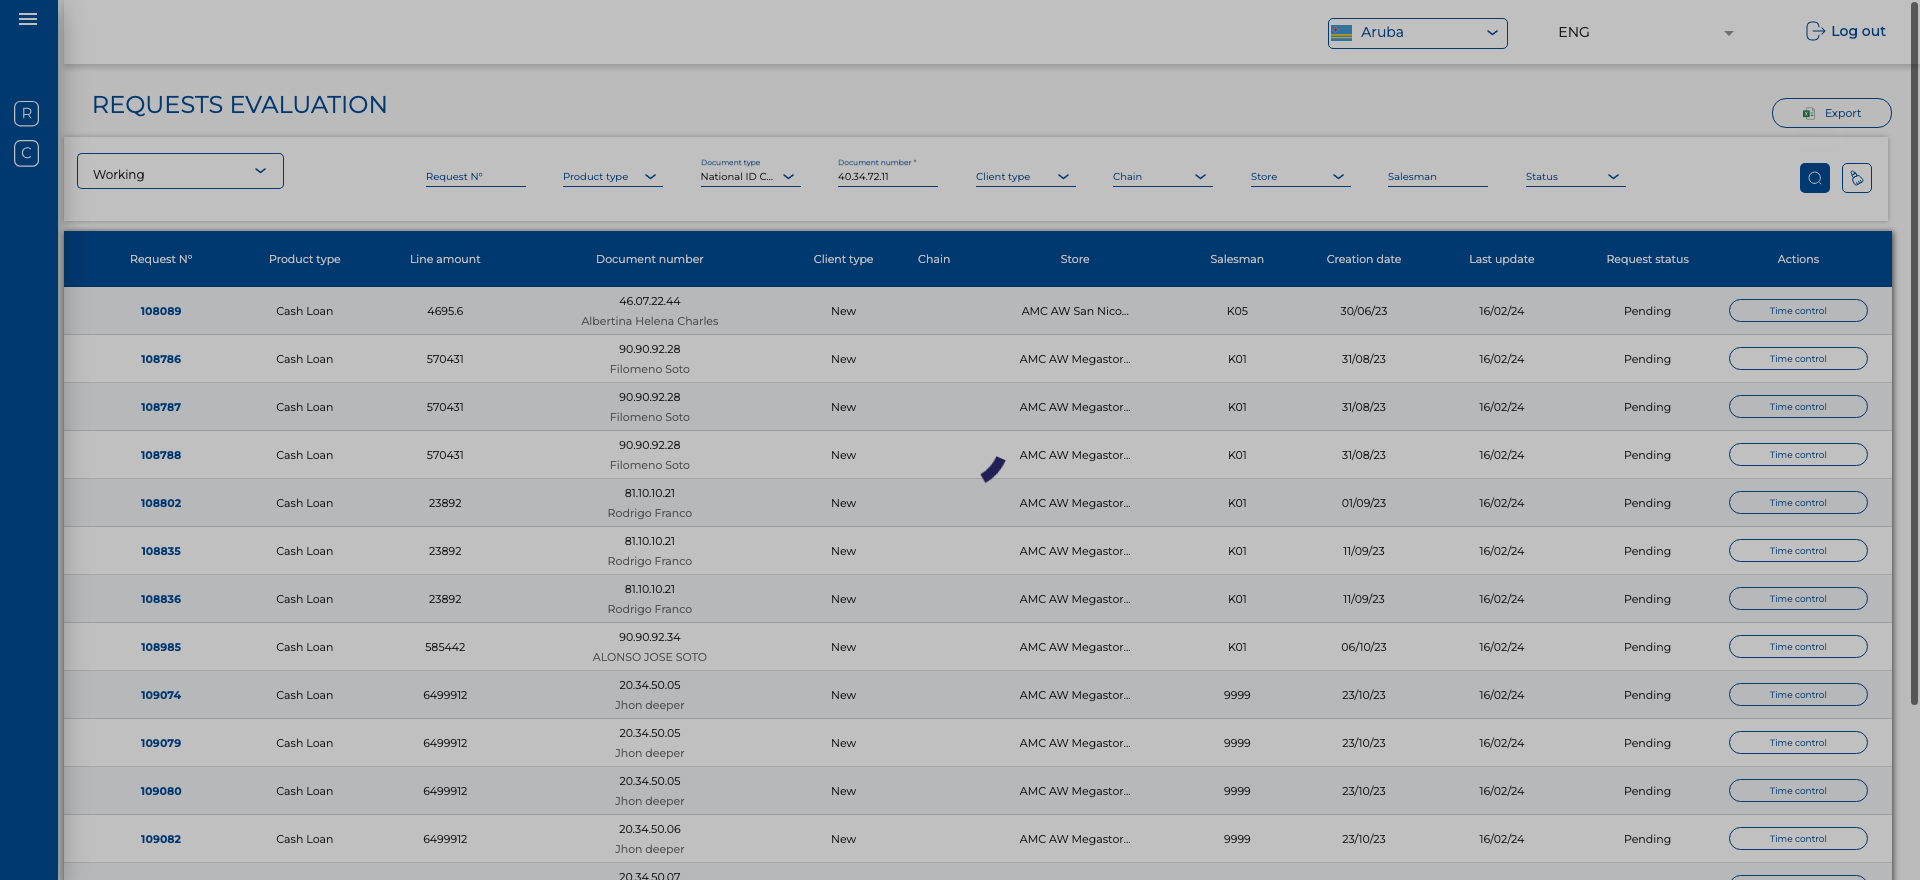 Aruba
ENG
Log out
R
C
REQUESTS EVALUATION
Export
Working
Request Nº
Product type
Document type
National ID C...
Document number *
40.34.72.11
Client type
Chain
Store
Salesman
Status
Request Nº Product type Line amount Document number Client type Chain Store Salesman Creation date Last update Request status Actions
108089 Cash Loan 4695.6 46.07.22.44 Albertina Helena Charles New AMC AW San Nico... K05 30/06/23 16/02/24 Pending Time control
108786 Cash Loan 570431 90.90.92.28 Filomeno Soto New AMC AW Megastor... K01 31/08/23 16/02/24 Pending Time control
108787 Cash Loan 570431 90.90.92.28 Filomeno Soto New AMC AW Megastor... K01 31/08/23 16/02/24 Pending Time control
108788 Cash Loan 570431 90.90.92.28 Filomeno Soto New AMC AW Megastor... K01 31/08/23 16/02/24 Pending Time control
108802 Cash Loan 23892 81.10.10.21 Rodrigo Franco New AMC AW Megastor... K01 01/09/23 16/02/24 Pending Time control
108835 Cash Loan 23892 81.10.10.21 Rodrigo Franco New AMC AW Megastor... K01 11/09/23 16/02/24 Pending Time control
108836 Cash Loan 23892 81.10.10.21 Rodrigo Franco New AMC AW Megastor... K01 11/09/23 16/02/24 Pending Time control
108985 Cash Loan 585442 90.90.92.34 ALONSO JOSE SOTO New AMC AW Megastor... K01 06/10/23 16/02/24 Pending Time control
109074 Cash Loan 6499912 20.34.50.05 Jhon deeper New AMC AW Megastor... 9999 23/10/23 16/02/24 Pending Time control
109079 Cash Loan 6499912 20.34.50.05 Jhon deeper New AMC AW Megastor... 9999 23/10/23 16/02/24 Pending Time control
109080 Cash Loan 6499912 20.34.50.05 Jhon deeper New AMC AW Megastor... 9999 23/10/23 16/02/24 Pending Time control
109082 Cash Loan 6499912 20.34.50.06 Jhon deeper New AMC AW Megastor... 9999 23/10/23 16/02/24 Pending Time control
20.34.50.07